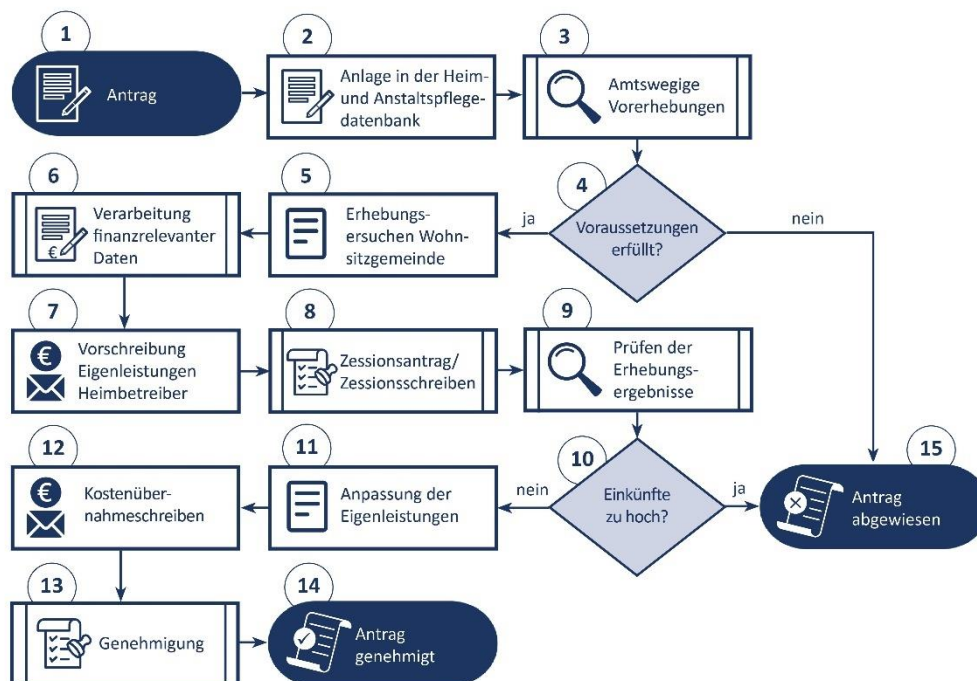 1
Antrag
2
Anlage in der Heim-
und Anstaltspflege-
datenbank
3
Amtswegige
Vorerhebungen
4
Voraussetzungen
erfüllt?
ja
nein
5
Erhebungs-
ersuchen Wohn-
sitzgemeinde
6
Verarbeitung
finanzrelevanter
Daten
€
7
€
Vorschreibung
Eigenleistungen
Heimbetreiber
8
Zessionsantrag/
Zessionsschreiben
9
Prüfen der
Erhebungs-
ergebnisse
10
Einkünfte
zu hoch?
nein
ja
11
Anpassung der
Eigenleistungen
12
€
Kostenüber-
nahmeschreiben
13
Genehmigung
14
Antrag
genehmigt
15
Antrag
abgewiesen